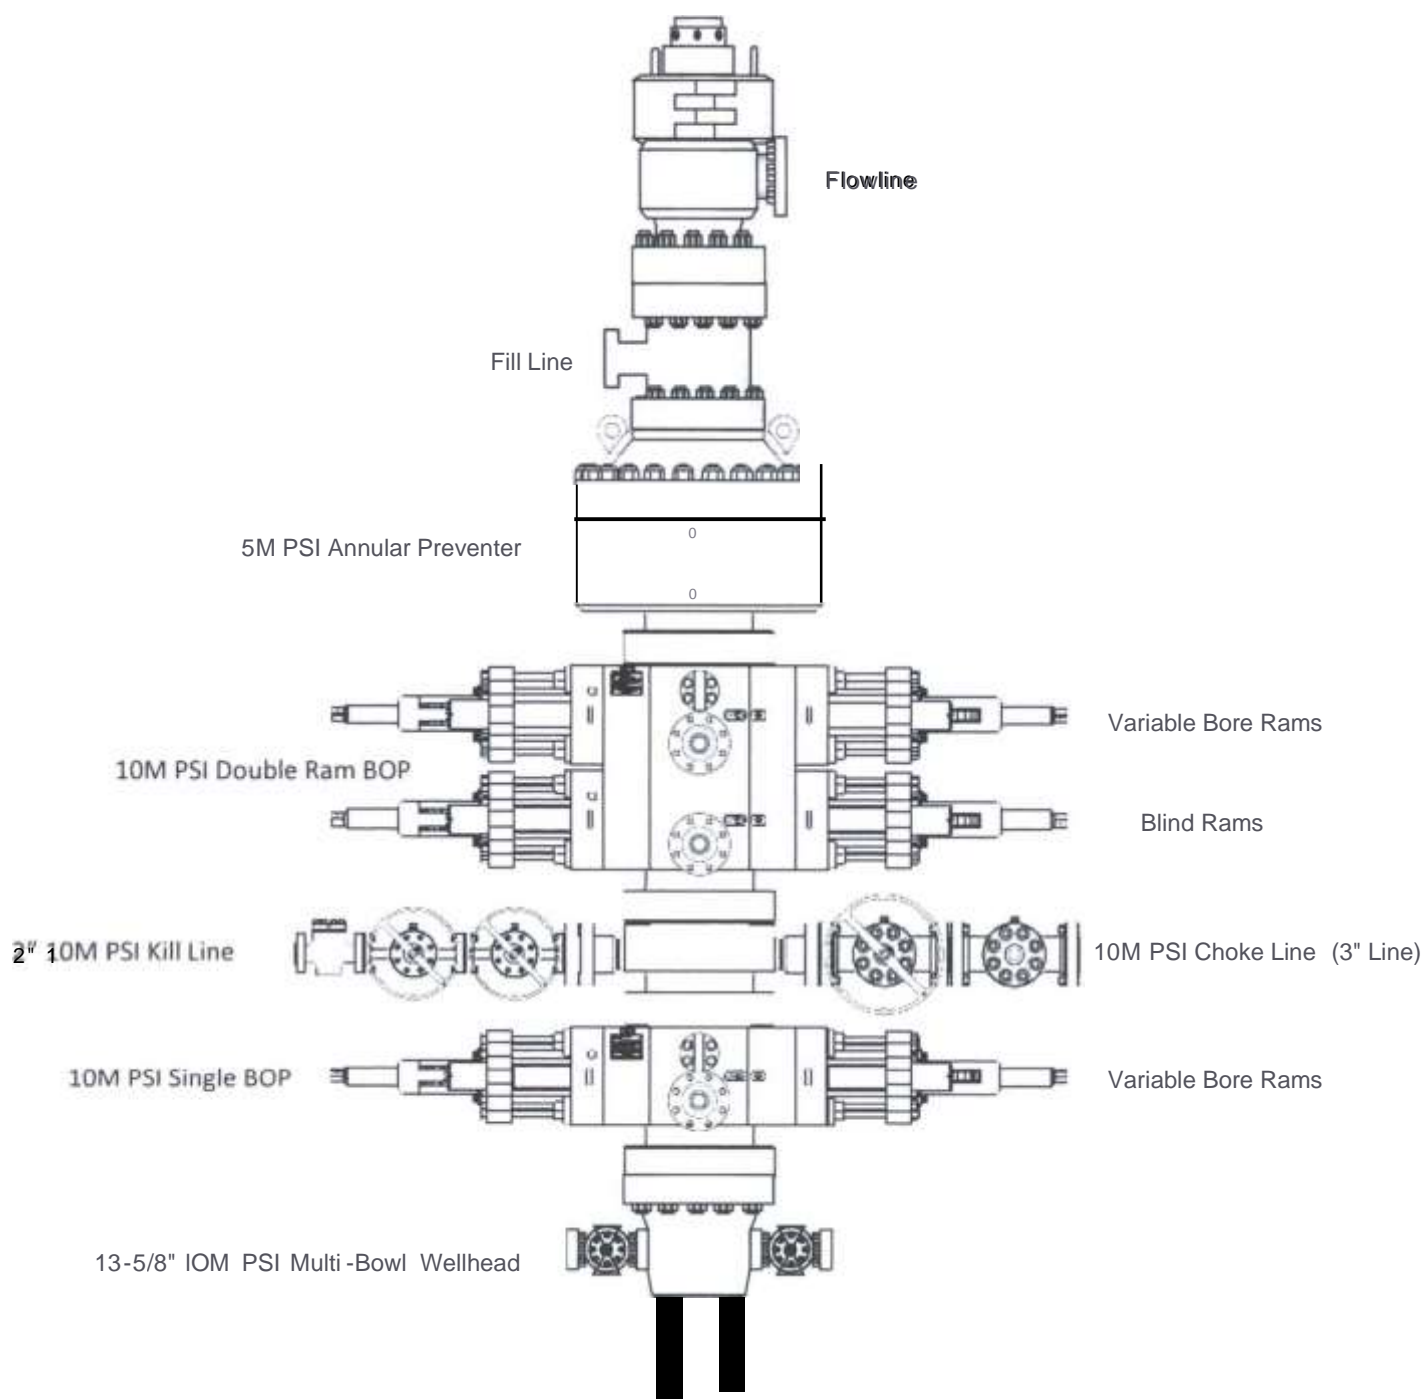 Flowline
Fill Line
5M PSI Annular Preventer
0
0
Variable Bore Rams
10M PSI Double Ram BOP
Blind Rams
2" 10M PSI Kill Line
10M PSI Choke Line (3" Line)
10M PSI Single BOP
Variable Bore Rams
13-5/8" IOM PSI Multi-Bowl Wellhead